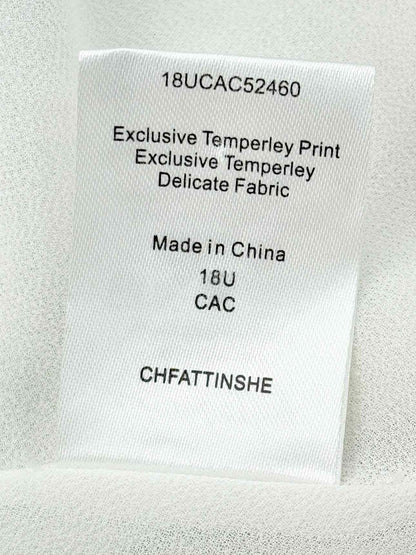 18UCAC52460
Exclusive Temperley Print
Exclusive Temperley
Delicate Fabric
Made in China
18U
CAC
CHFATTINSHE